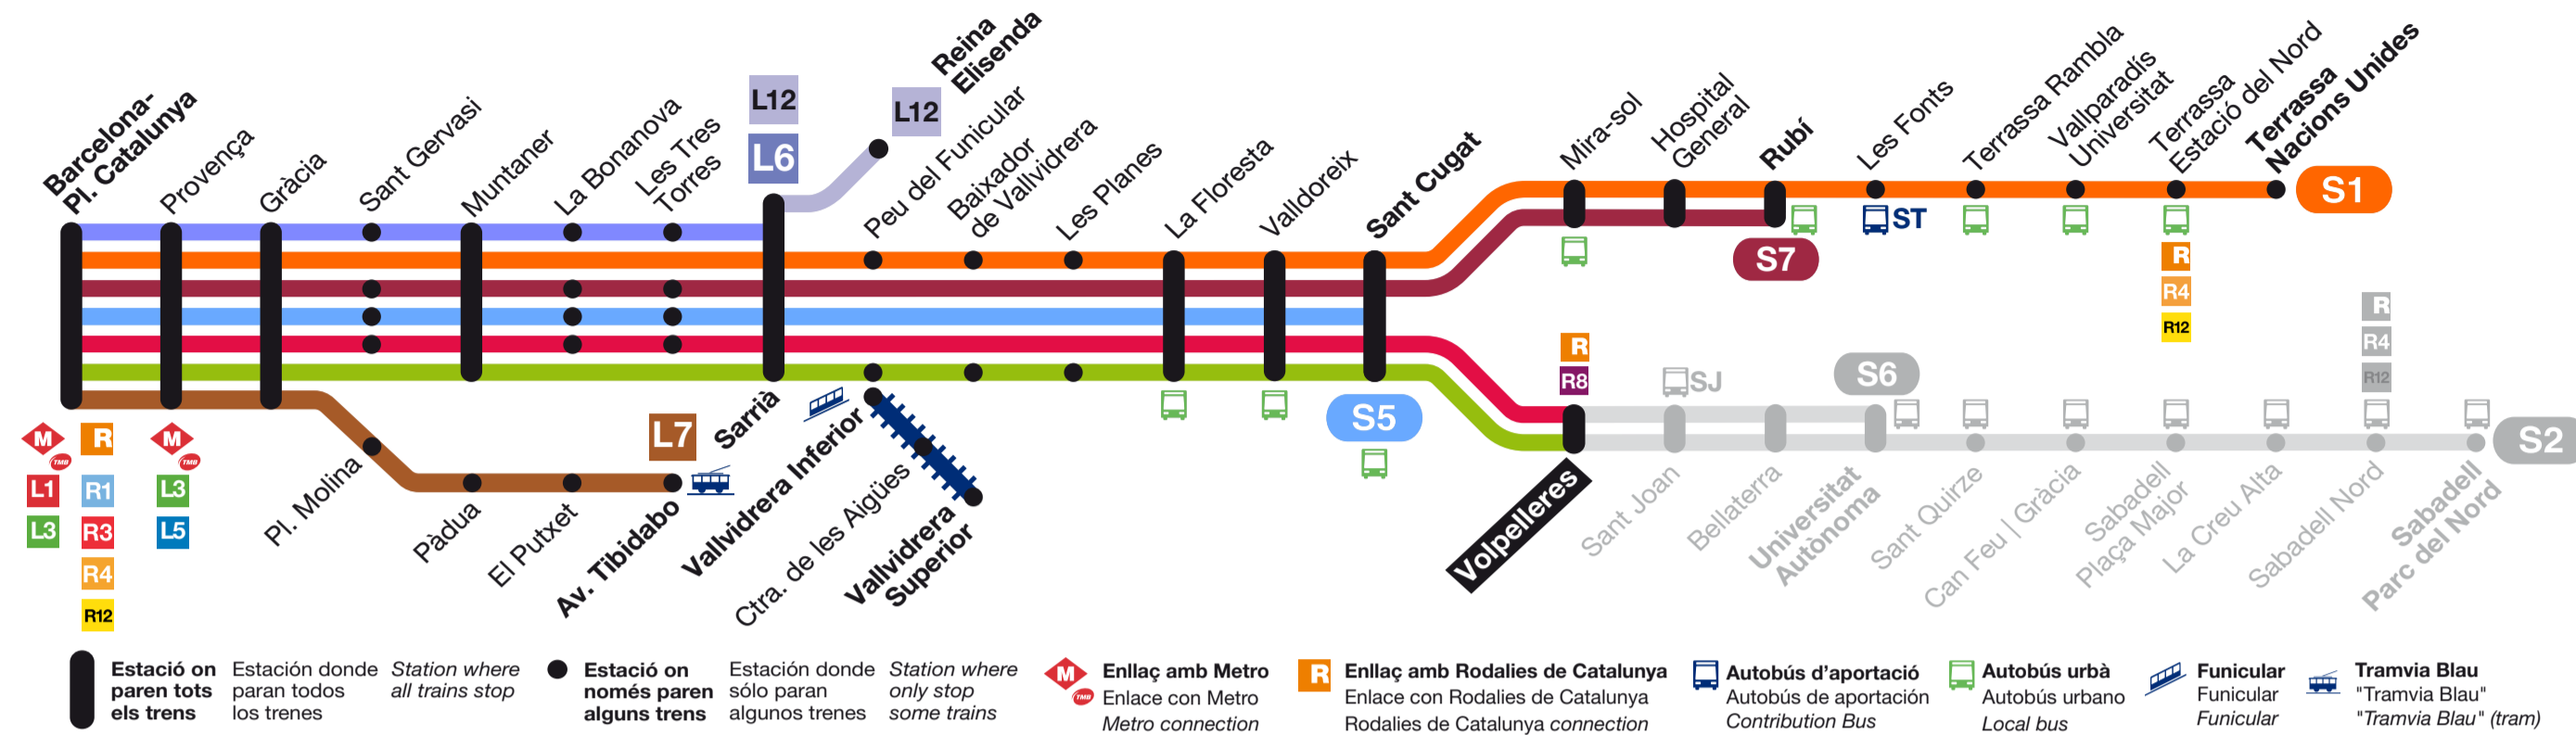 Barcelona-
Pl. Catalunya
Provença
Gràcia
Sant Gervasi
Muntaner
La Bonanova
Les Tres
Torres
L12
L6
Reina
Elisenda
L12
Peu del Funicular
Baixador
de Vallvidrera
Les Planes
La Floresta
Valldoreix
Sant Cugat
Mira-sol
Hospital
General
Rubí
Les Fonts
Terrassa Rambla
Vallparadís
Universitat
Terrassa
Estació del Nord
Terrassa
Nacions Unides
S1
ST
S7
R
R4
R12
R
R4
R12
R
R8
SJ
S6
S5
S2
M
TMB
L1
L3
R
R1
R3
R4
R12
M
TMB
L3
L5
L7
Pl. Molina
Pàdua
El Putxet
Av. Tibidabo
Sarrià
Vallvidrera Inferior
Ctra. de les Aigües
Vallvidrera
Superior
Volpelleres
Sant Joan
Bellaterra
Universitat
Autònoma
Sant Quirze
Can Feu | Gràcia
Sabadell
Plaça Major
La Creu Alta
Sabadell Nord
Sabadell
Parc del Nord
Estació on
paren tots
els trens
Estación donde
paran todos
los trenes
Station where
all trains stop
Estació on
només paren
alguns trens
Estación donde
sólo paran
algunos trenes
Station where
only stop
some trains
M
TMB
Enllaç amb Metro
Enlace con Metro
Metro connection
R
Enllaç amb Rodalies de Catalunya
Enlace con Rodalies de Catalunya
Rodalies de Catalunya connection
Autobús d'aportació
Autobús de aportación
Contribution Bus
Autobús urbà
Autobús urbano
Local bus
Funicular
Funicular
Funicular
Tramvia Blau
"Tramvia Blau"
"Tramvia Blau" (tram)